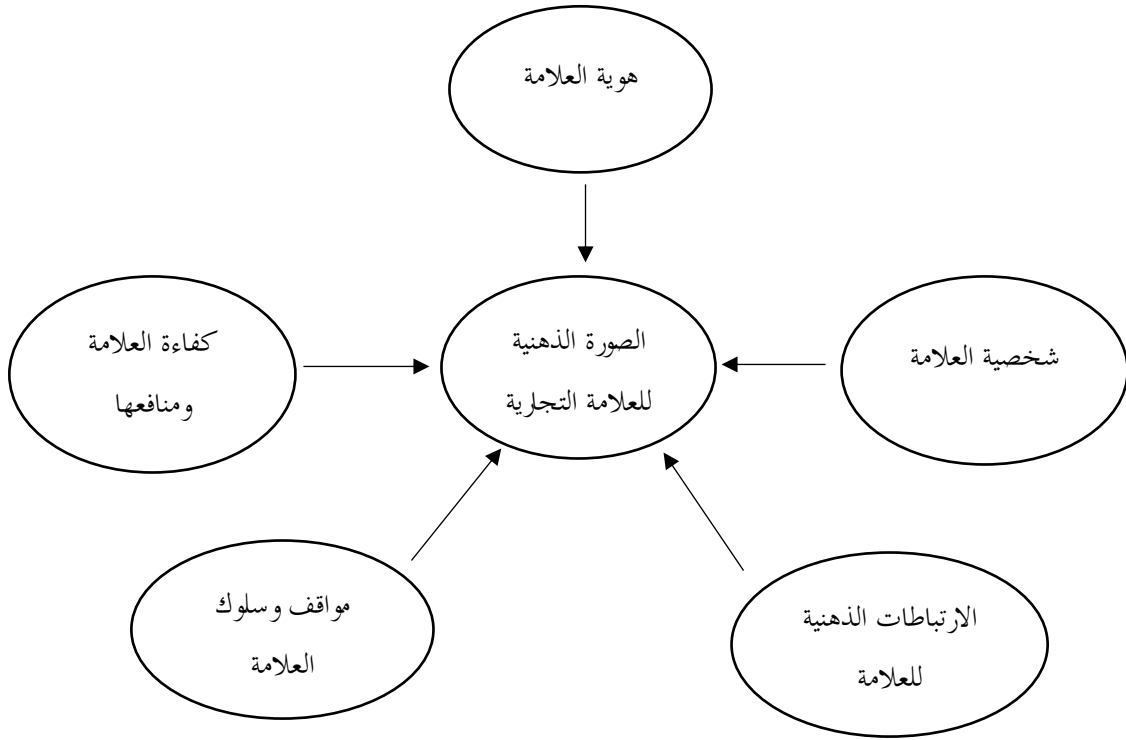 هوية العلامة
كفاءة العلامة
ومنافعها
الصورة الذهنية
للعلامة التجارية
شخصية العلامة
مواقف وسلوك
العلامة
الارتباطات الذهنية
للعلامة